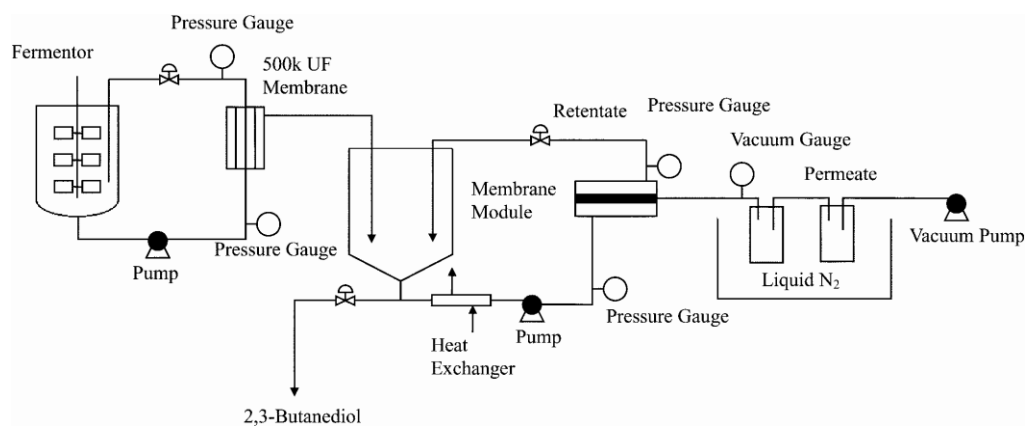 Pressure Gauge
Fermentor
500k UF
Membrane
Pressure Gauge
Pump
Retentate
Pressure Gauge
Vacuum Gauge
Permeate
Membrane
Module
Vacuum Pump
Liquid N₂
Pressure Gauge
Pump
Heat
Exchanger
2,3-Butanediol